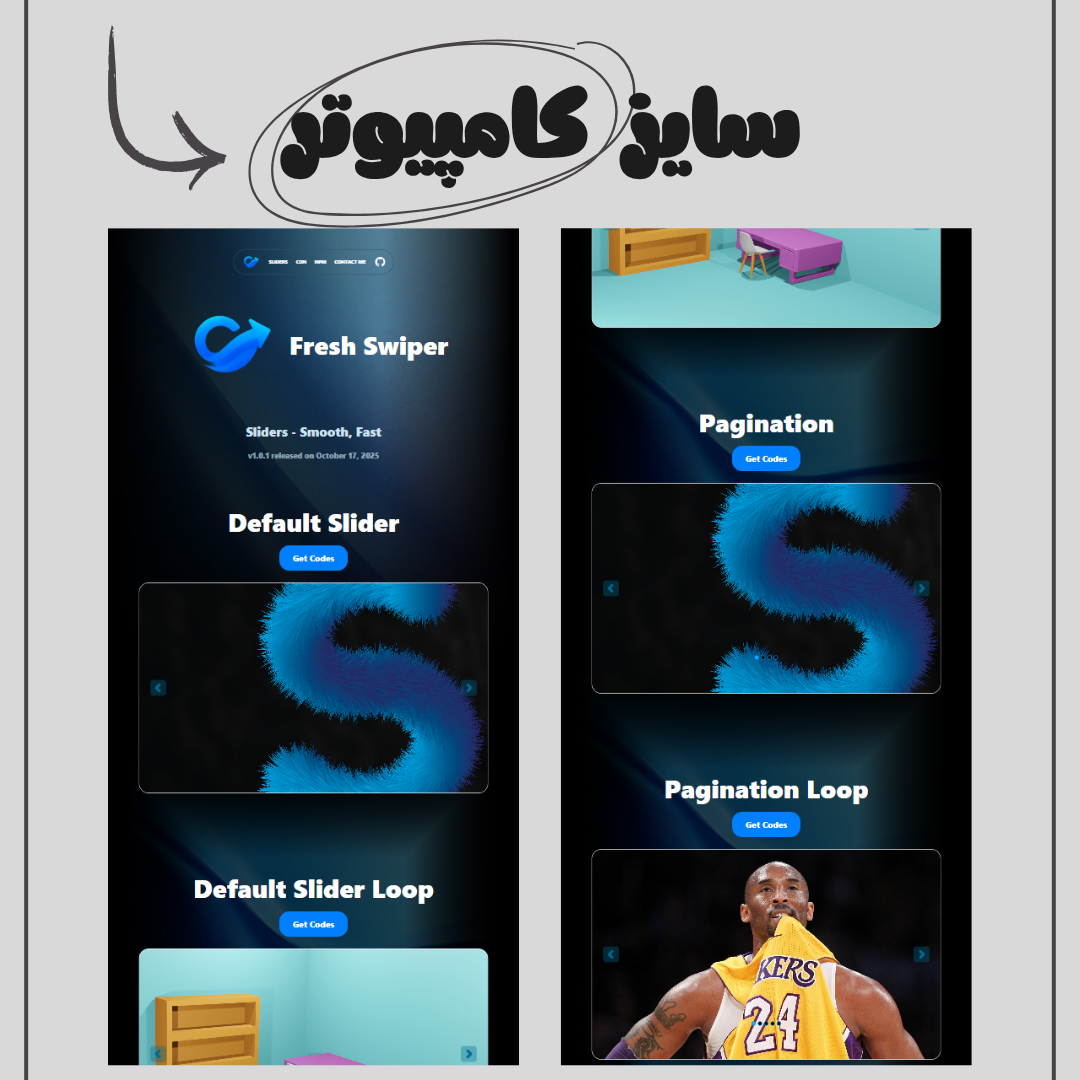 سایز کامپیوتر
SLIDERS CDN NPM CONTACT ME
Fresh Swiper
Sliders - Smooth, Fast
v1.0.1 released on October 17, 2025
Default Slider
Get Codes
Default Slider Loop
Get Codes
Pagination
Get Codes
Pagination Loop
Get Codes
KERS
24